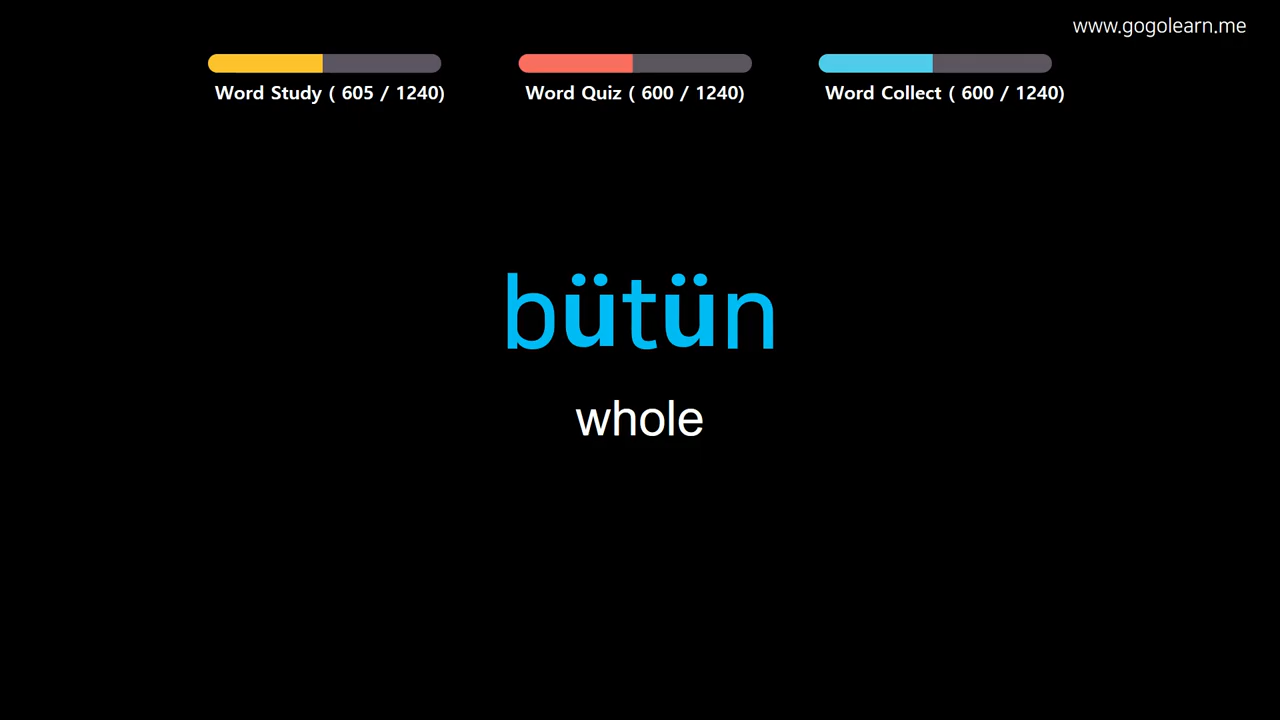 www.gogolearn.me
Word Study ( 605 / 1240)
Word Quiz ( 600 / 1240)
Word Collect ( 600 / 1240)
bütün
whole